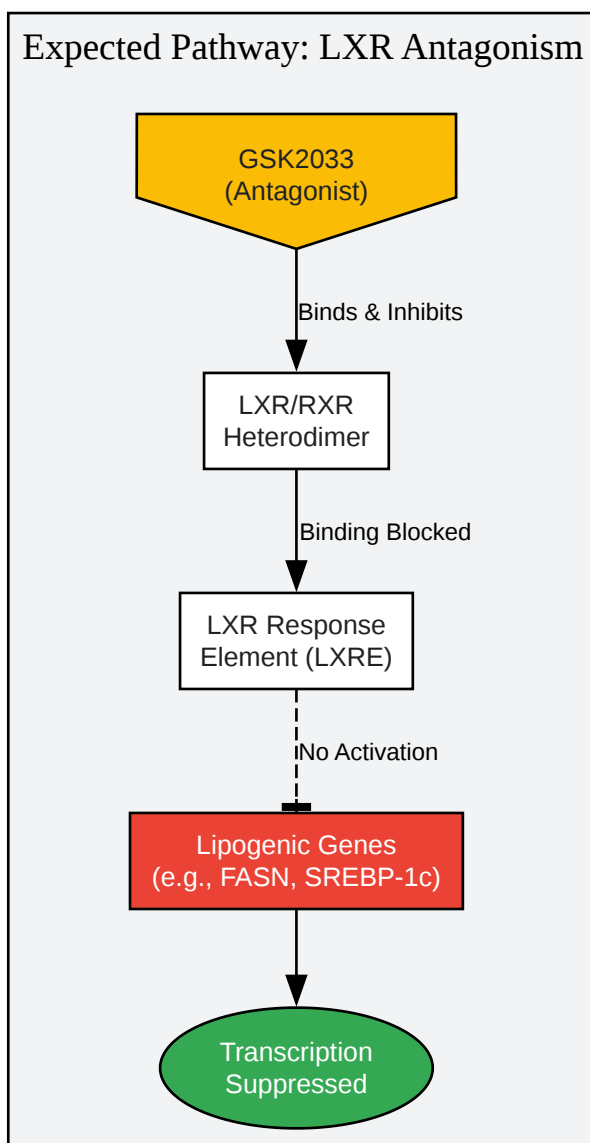 Expected Pathway: LXR Antagonism
GSK2033
(Antagonist)
Binds & Inhibits
LXR/RXR
Heterodimer
Binding Blocked
LXR Response
Element (LXRE)
No Activation
Lipogenic Genes
(e.g., FASN, SREBP-1c)
Transcription
Suppressed